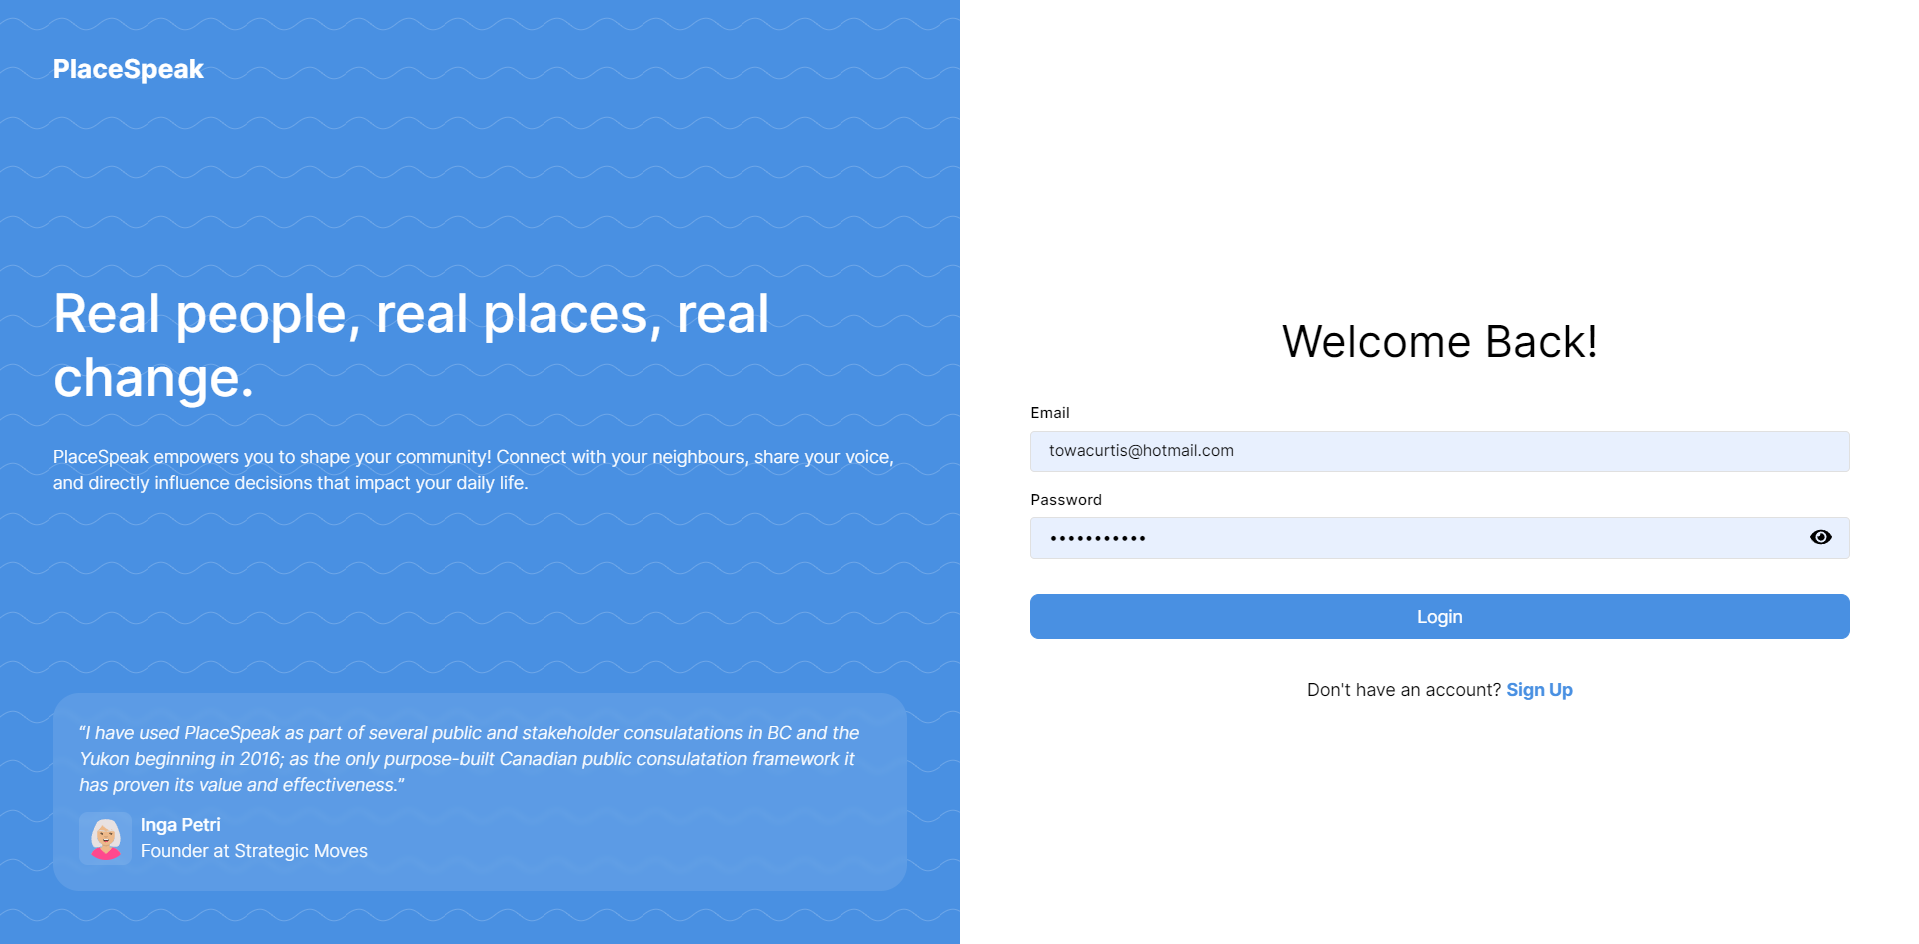 PlaceSpeak
Real people, real places, real
change.
PlaceSpeak empowers you to shape your community! Connect with your neighbours, share your voice,
and directly influence decisions that impact your daily life.
“I have used PlaceSpeak as part of several public and stakeholder consulatations in BC and the
Yukon beginning in 2016; as the only purpose-built Canadian public consulatation framework it
has proven its value and effectiveness.”
Inga Petri
Founder at Strategic Moves
Welcome Back!
Email
towacurtis@hotmail.com
Password
•••••••••••
Login
Don't have an account? Sign Up